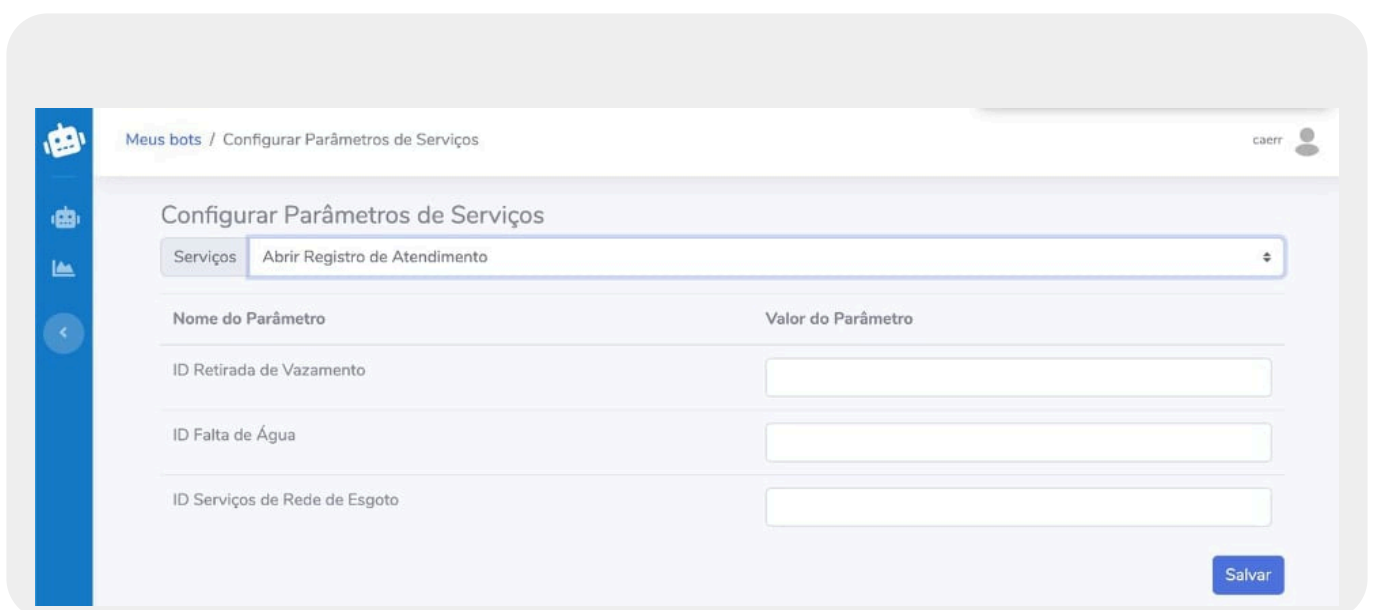 Meus bots / Configurar Parâmetros de Serviços
caerr
Configurar Parâmetros de Serviços
Serviços Abrir Registro de Atendimento
Nome do Parâmetro Valor do Parâmetro
ID Retirada de Vazamento
ID Falta de Água
ID Serviços de Rede de Esgoto
Salvar